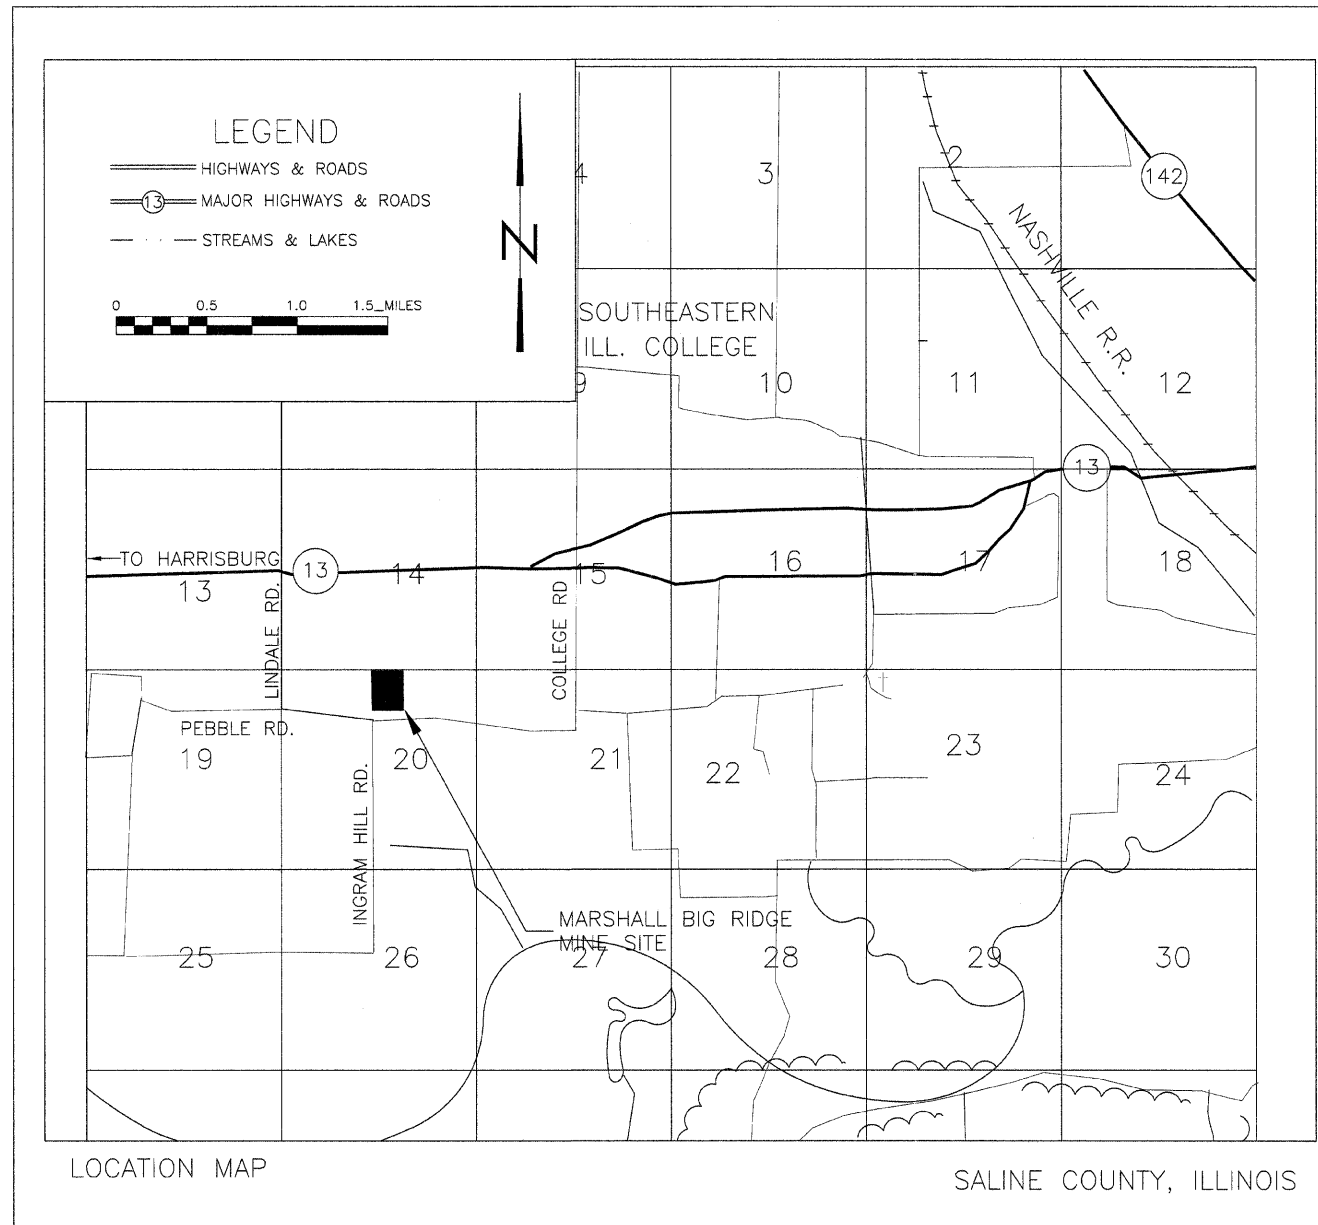 LEGEND
HIGHWAYS & ROADS
13 MAJOR HIGHWAYS & ROADS
STREAMS & LAKES
0 0.5 1.0 1.5 MILES
N
4 3 2
142
NASHVILLE R.R.
SOUTHEASTERN
ILL. COLLEGE
9 10 11 12
13
TO HARRISBURG
13
13 14 15 16 17 18
LINDALE RD.
COLLEGE RD
PEBBLE RD.
19 20 21 22 23 24
INGRAM HILL RD.
MARSHALL BIG RIDGE
MINE SITE
25 26 27 28 29 30
LOCATION MAP
SALINE COUNTY, ILLINOIS